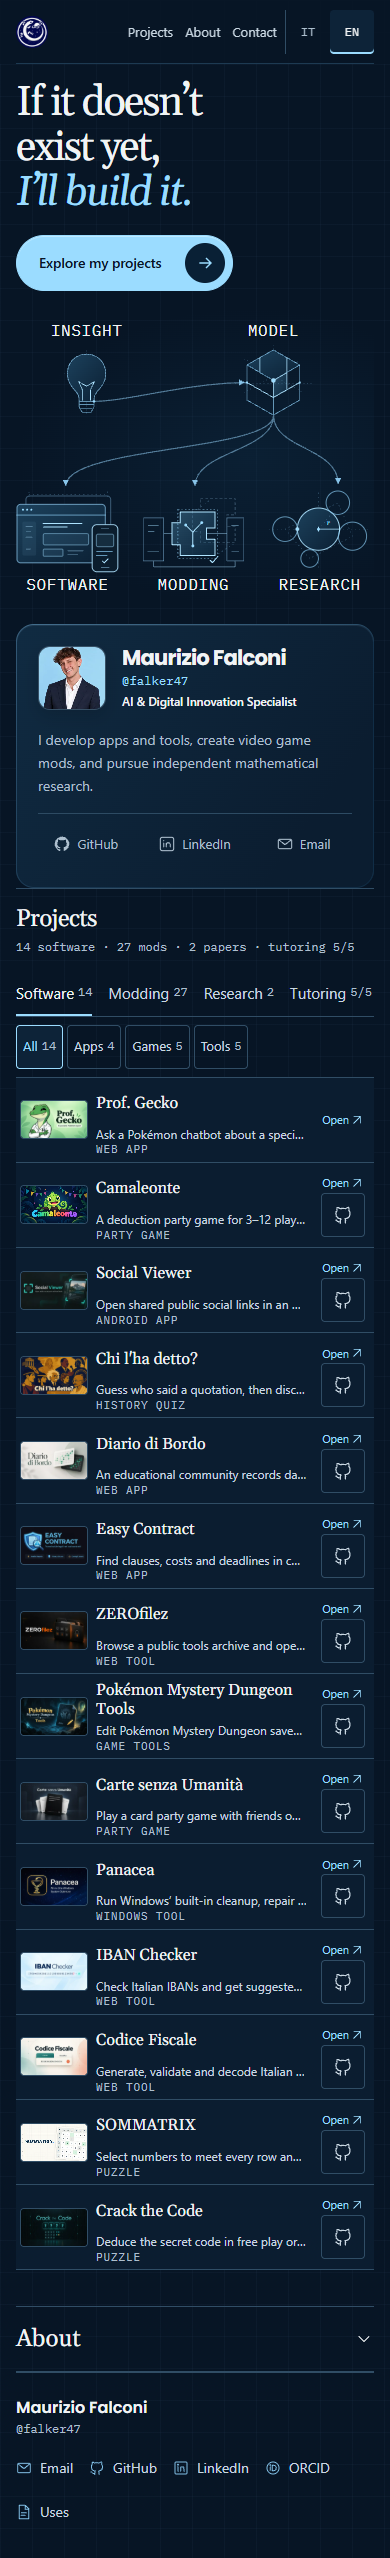 Projects About Contact IT EN
If it doesn't
exist yet,
I'll build it.
Explore my projects
INSIGHT MODEL
SOFTWARE MODDING RESEARCH
Maurizio Falconi
@falker47
AI & Digital Innovation Specialist
I develop apps and tools, create video game
mods, and pursue independent mathematical
research.
GitHub LinkedIn Email
Projects
14 software · 27 mods · 2 papers · tutoring 5/5
Software 14 Modding 27 Research 2 Tutoring 5/5
All 14 Apps 4 Games 5 Tools 5
Prof. Gecko
Open
Ask a Pokémon chatbot about a speci...
WEB APP
Camaleonte
Open
A deduction party game for 3–12 play...
PARTY GAME
Social Viewer
Open
Open shared public social links in an ...
ANDROID APP
Chi l'ha detto?
Open
Guess who said a quotation, then disc...
HISTORY QUIZ
Diario di Bordo
Open
An educational community records da...
WEB APP
Easy Contract
Open
Find clauses, costs and deadlines in c...
WEB APP
ZEROfilez
Open
Browse a public tools archive and ope...
WEB TOOL
Pokémon Mystery Dungeon
Tools
Open
Edit Pokémon Mystery Dungeon save...
GAME TOOLS
Carte senza Umanità
Open
Play a card party game with friends o...
PARTY GAME
Panacea
Open
Run Windows' built-in cleanup, repair ...
WINDOWS TOOL
IBAN Checker
Open
Check Italian IBANs and get suggeste...
WEB TOOL
Codice Fiscale
Open
Generate, validate and decode Italian ...
WEB TOOL
SOMMATRIX
Open
Select numbers to meet every row an...
PUZZLE
Crack the Code
Open
Deduce the secret code in free play or...
PUZZLE
About
Maurizio Falconi
@falker47
Email GitHub LinkedIn ORCID
Uses